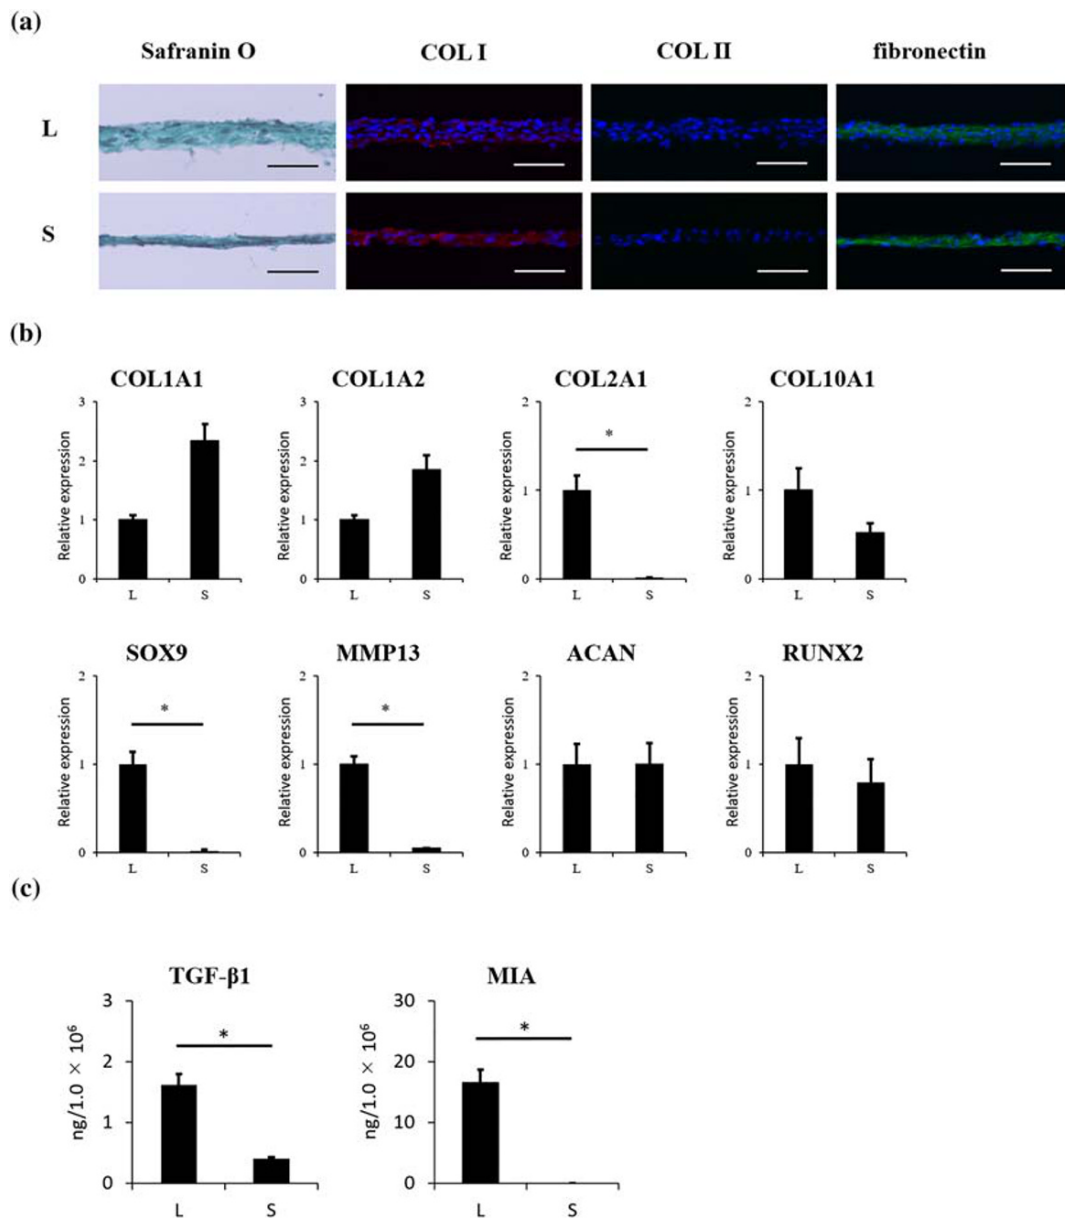 (a)
Safranin O COL I COL II fibronectin
L
S
(b)
COL1A1 COL1A2 COL2A1 COL10A1
Relative expression 3 2 1 0 L S
Relative expression 3 2 1 0 L S
Relative expression 2 1 0 * L S
Relative expression 2 1 0 L S
SOX9 MMP13 ACAN RUNX2
Relative expression 2 1 0 * L S
Relative expression 2 1 0 * L S
Relative expression 2 1 0 L S
Relative expression 2 1 0 L S
(c)
TGF-β1 MIA
ng/1.0 × 10⁶ 3 2 1 0 * L S
ng/1.0 × 10⁶ 30 20 10 0 * L S